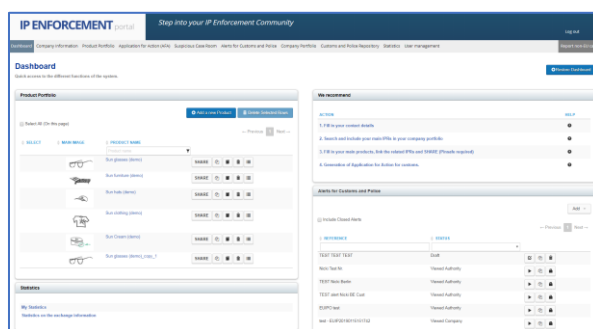 IP ENFORCEMENT portal
Step into your IP Enforcement Community
Log out
Dashboard Company Information Product Portfolio Application for Action (AFA) Suspicious Case Room Alerts for Customs and Police Company Portfolio Customs and Police Repository Statistics User management
Dashboard
Quick access to the different functions of the system.
Restore Dashboard
Product Portfolio
Add a new Product
Delete Selected Rows
Select All (On this page)
Previous 1 Next
SELECT MAIN IMAGE PRODUCT NAME
Sun glasses (demo) SHARE
Sun furniture (demo) SHARE
Sun hats (demo) SHARE
Sun clothing (demo) SHARE
Sun Cream (demo) SHARE
Sun glasses (demo)_copy_1 SHARE
Statistics
My Statistics
Statistics on the exchange information
We recommend
ACTION HELP
1. Fill in your contact details
2. Search and include your main IPRs in your company portfolio.
3. Fill in your main products, link the related IPRs and SHARE (Pseudo required)
4. Generation of Application for Action for customs.
Alerts for Customs and Police
Add
Include Closed Alerts
Previous 1 Next
REFERENCE STATUS
TEST TEST TEST Draft
Viewed Authority
Viewed Authority
Viewed Authority
EUIPO test Viewed Authority
Viewed Company